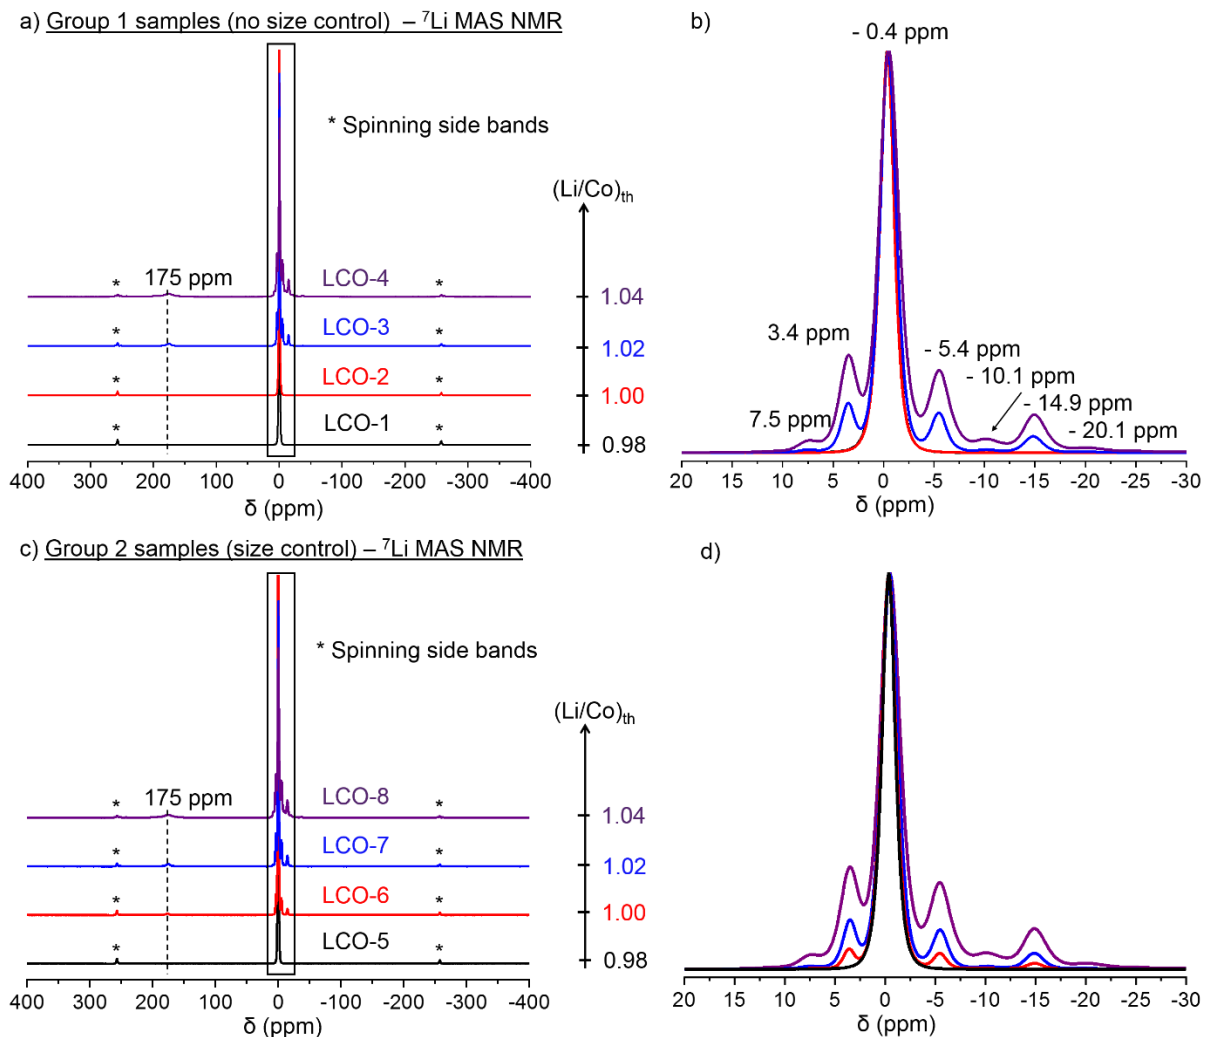 a) Group 1 samples (no size control) – ⁷Li MAS NMR
* Spinning side bands
(Li/Co)th
* 175 ppm LCO-4 * 1.04
* LCO-3 * 1.02
* LCO-2 * 1.00
* LCO-1 * 0.98
400 300 200 100 0 -100 -200 -300 -400
δ (ppm)
b)
- 0.4 ppm
3.4 ppm
- 5.4 ppm
- 10.1 ppm
- 14.9 ppm
7.5 ppm
- 20.1 ppm
20 15 10 5 0 -5 -10 -15 -20 -25 -30
δ (ppm)
c) Group 2 samples (size control) – ⁷Li MAS NMR
* Spinning side bands
(Li/Co)th
* 175 ppm LCO-8 * 1.04
* LCO-7 * 1.02
* LCO-6 * 1.00
* LCO-5 * 0.98
400 300 200 100 0 -100 -200 -300 -400
δ (ppm)
d)
20 15 10 5 0 -5 -10 -15 -20 -25 -30
δ (ppm)